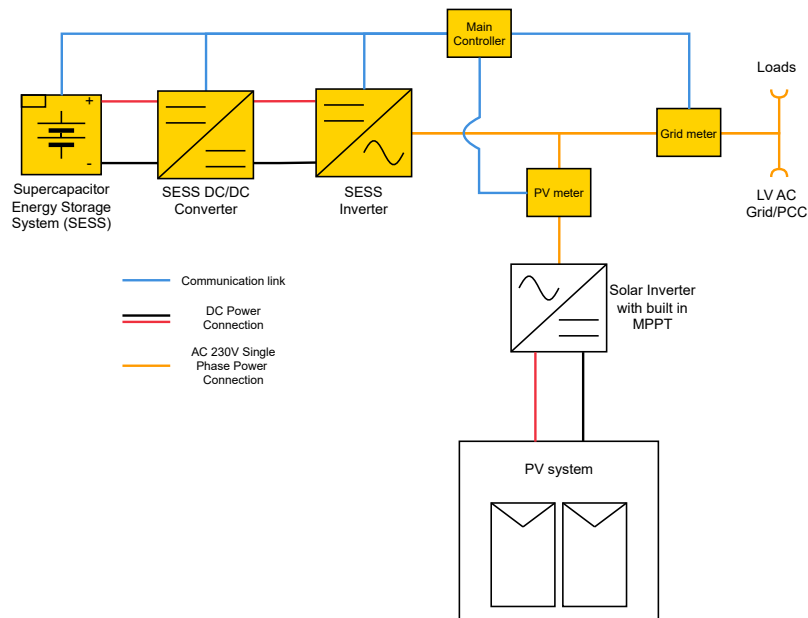 Main
Controller
Loads
+
-
Grid meter
PV meter
Supercapacitor
Energy Storage
System (SESS)
SESS DC/DC
Converter
SESS
Inverter
LV AC
Grid/PCC
Communication link
DC Power
Connection
AC 230V Single
Phase Power
Connection
Solar Inverter
with built in
MPPT
PV system